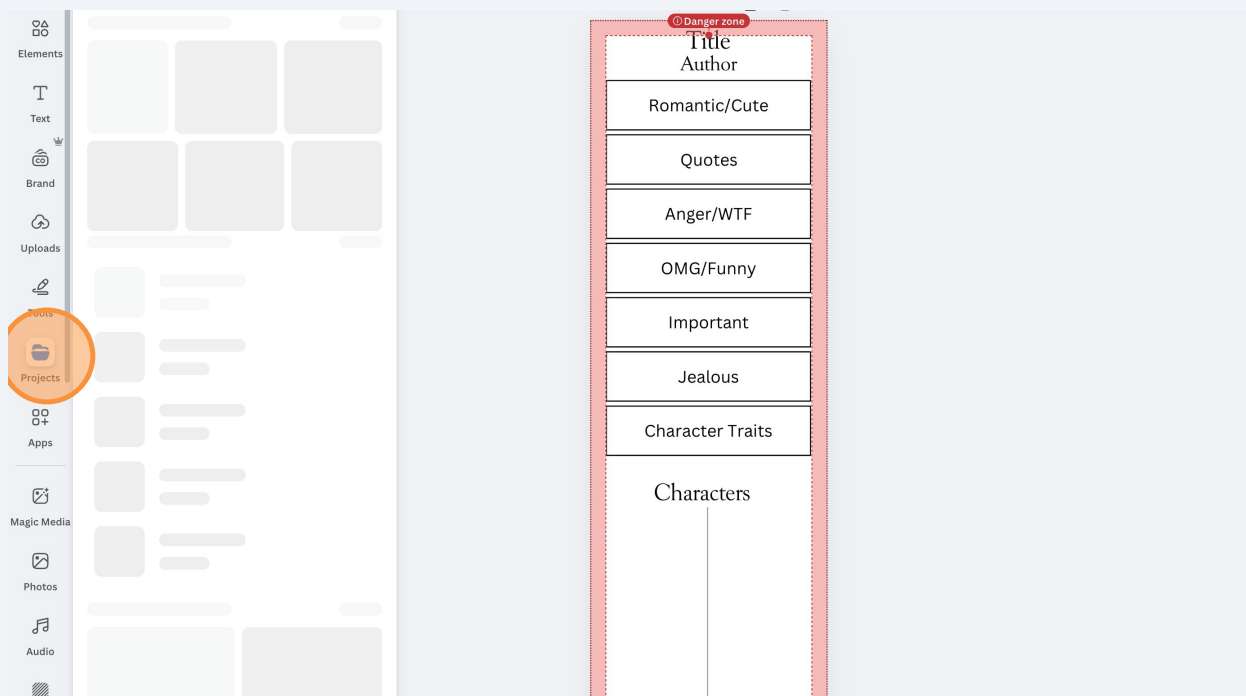 Elements
Text
Brand
Uploads
Tools
Projects
Apps
Magic Media
Photos
Audio
Danger zone
Title
Author
Romantic/Cute
Quotes
Anger/WTF
OMG/Funny
Important
Jealous
Character Traits
Characters